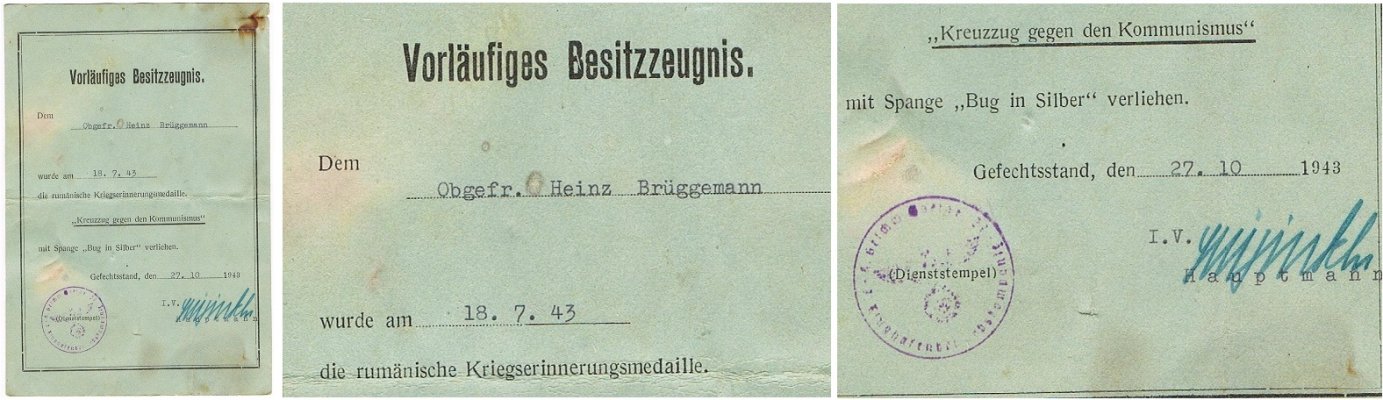 Vorläufiges Besitzzeugnis.
Dem
Obgefr. Heinz Brüggemann
wurde am 18. 7. 43
die rumänische Kriegserinnerungsmedaille.
„Kreuzzug gegen den Kommunismus“
mit Spange „Bug in Silber“ verliehen.
Gefechtsstand, den 27. 10 1943
I.V.
(Dienststempel)
Vorläufiges Besitzzeugnis.
Dem
Obgefr. Heinz Brüggemann
wurde am 18. 7. 43
die rumänische Kriegserinnerungsmedaille.
„Kreuzzug gegen den Kommunismus“
mit Spange „Bug in Silber“ verliehen.
Gefechtsstand, den 27. 10 1943
I.V.
(Dienststempel)
Hauptmann